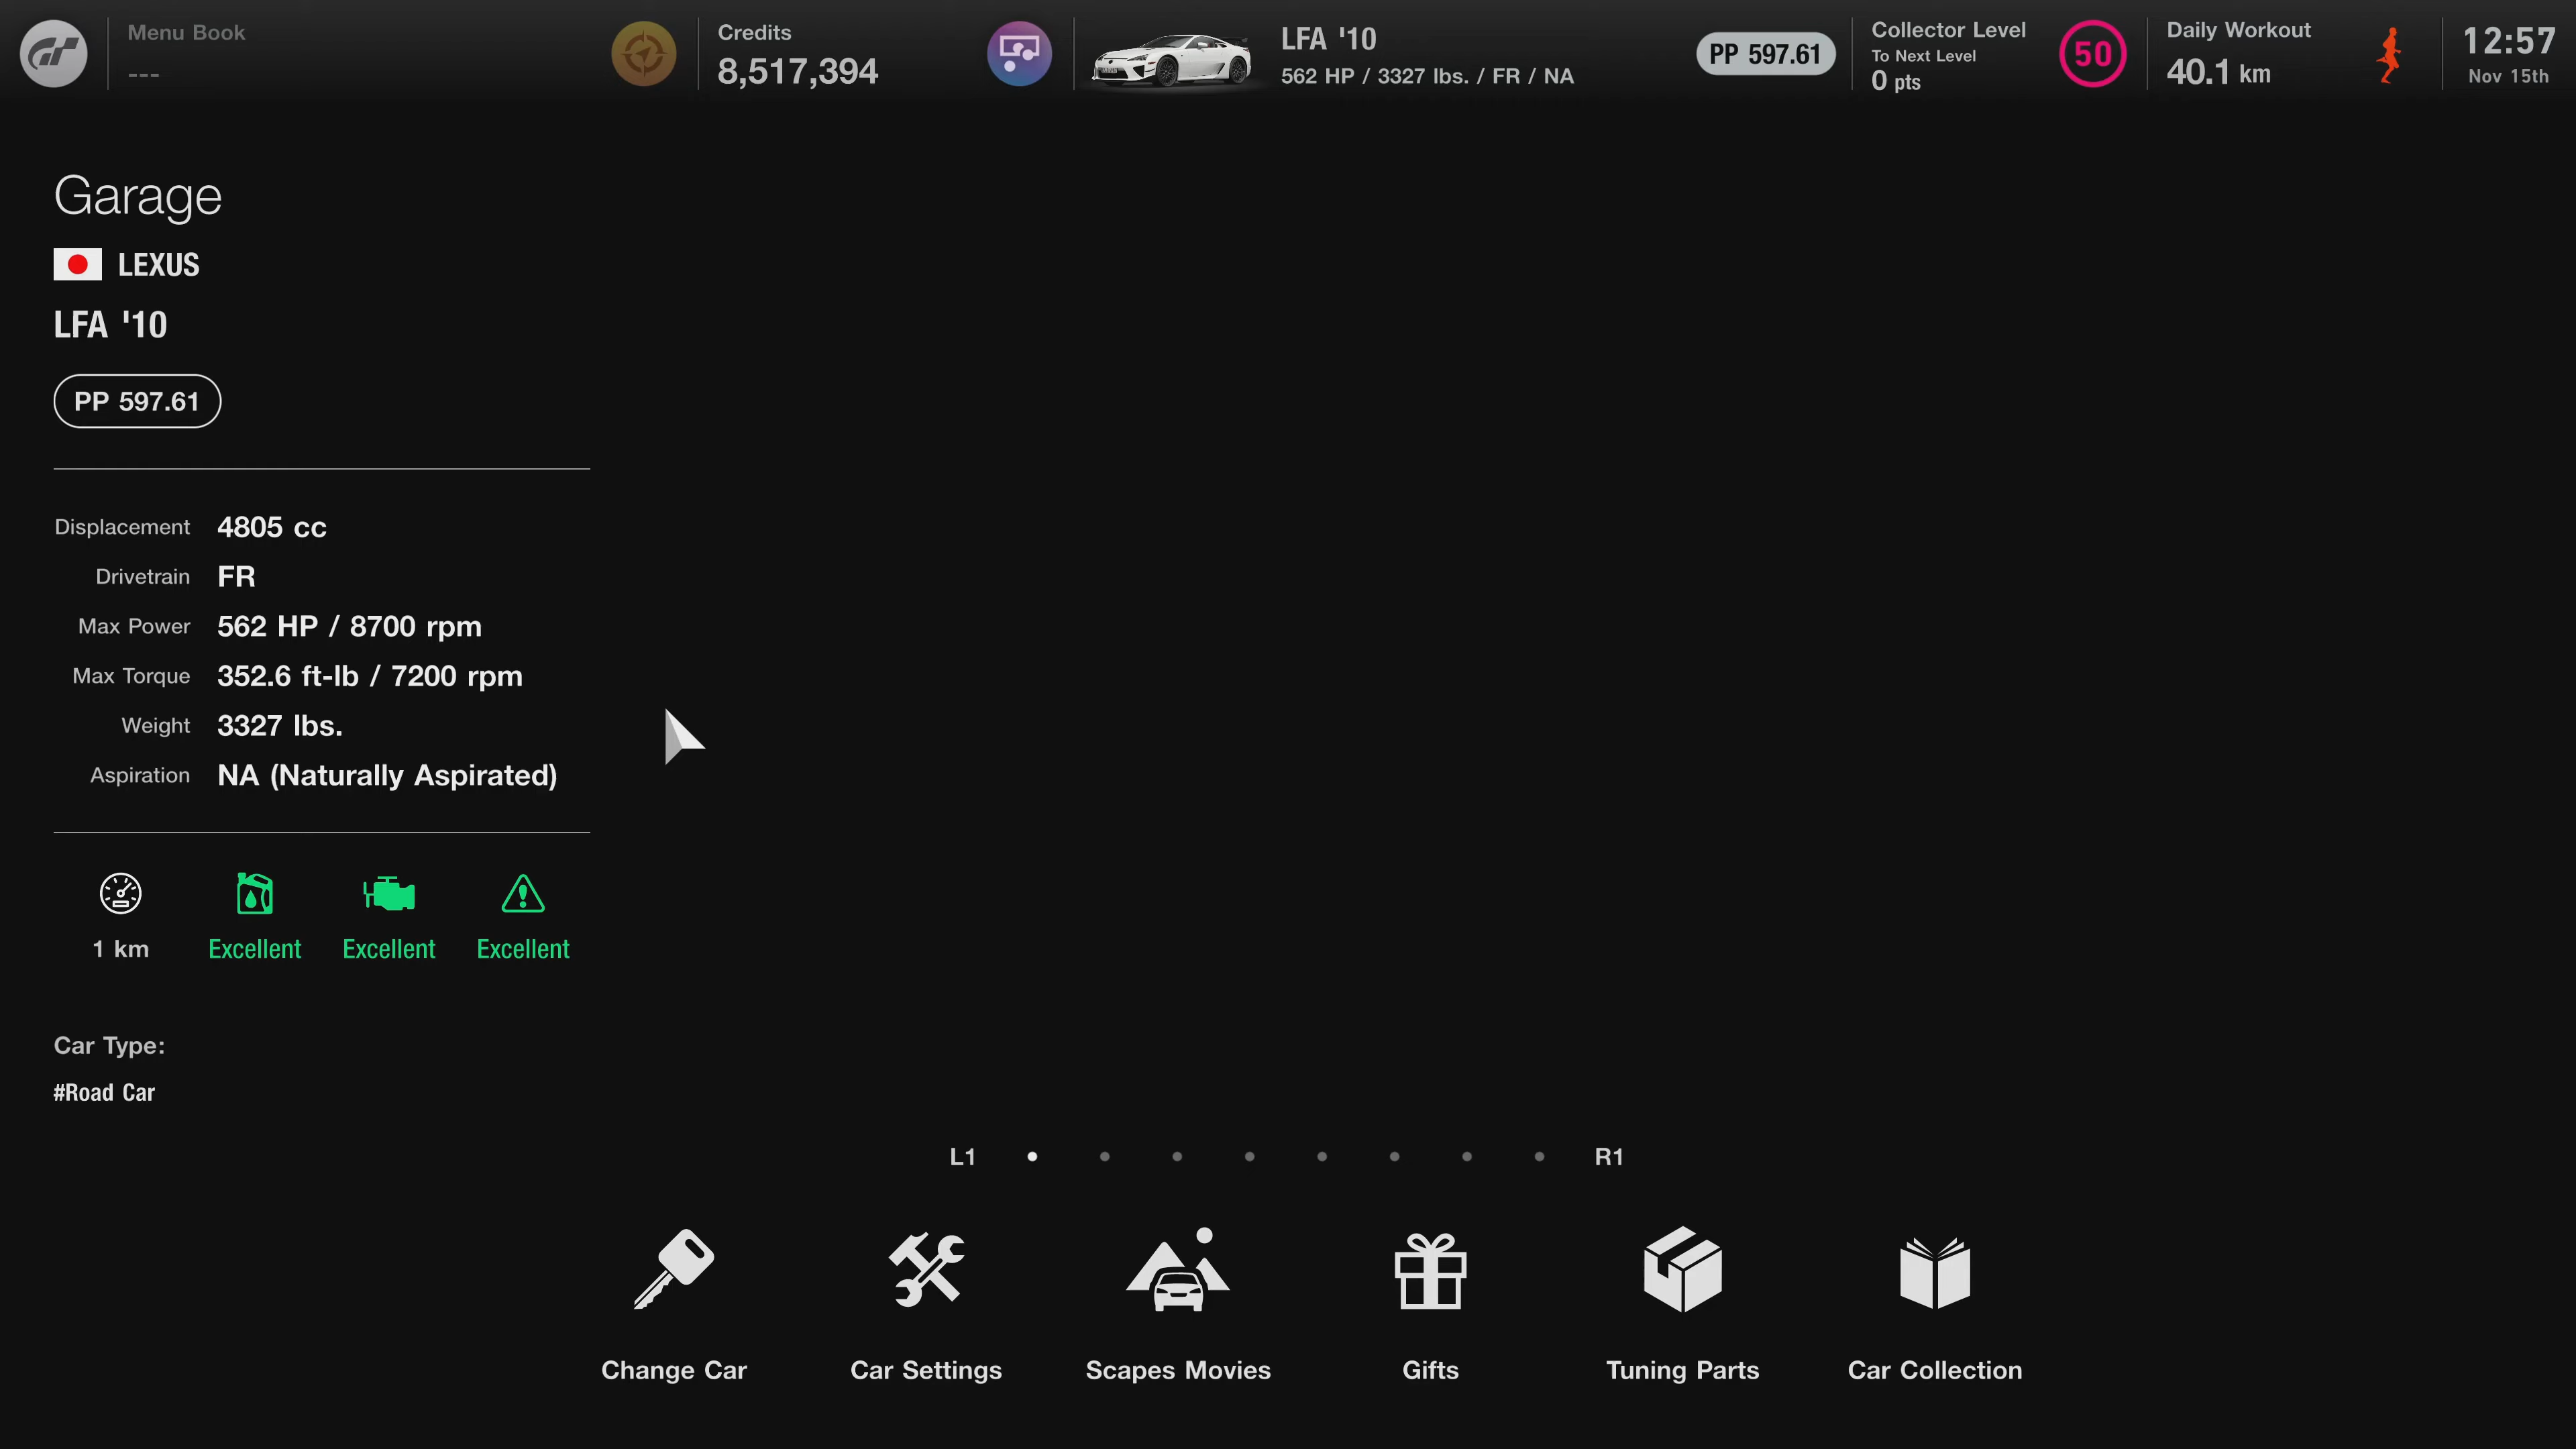 Menu Book
---
Credits
8,517,394
LFA '10
562 HP / 3327 lbs. / FR / NA
PP 597.61
Collector Level
To Next Level
0 pts
50
Daily Workout
40.1 km
12:57
Nov 15th
Garage
LEXUS
LFA '10
PP 597.61
Displacement 4805 cc
Drivetrain FR
Max Power 562 HP / 8700 rpm
Max Torque 352.6 ft-lb / 7200 rpm
Weight 3327 lbs.
Aspiration NA (Naturally Aspirated)
1 km Excellent Excellent Excellent
Car Type:
#Road Car
L1 R1
Change Car Car Settings Scapes Movies Gifts Tuning Parts Car Collection